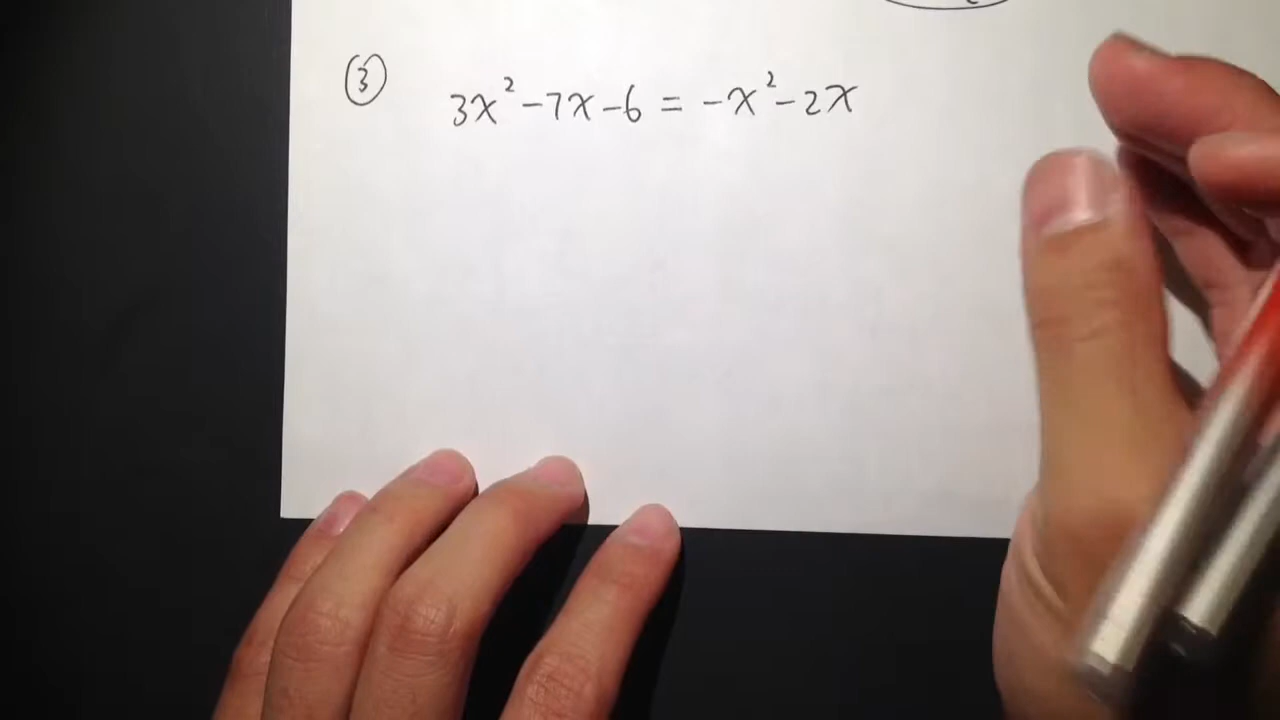 ③ 3x² - 7x - 6 = -x² - 2x